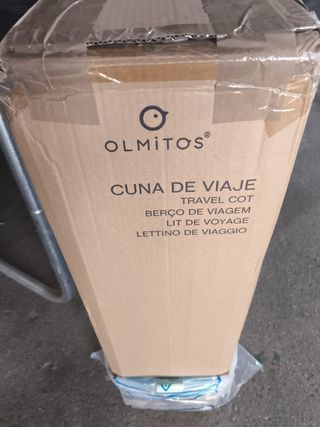 OLMiTOS®
CUNA DE VIAJE
TRAVEL COT
BERÇO DE VIAGEM
LIT DE VOYAGE
LETTINO DE VIAGGIO